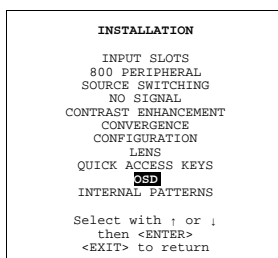 INSTALLATION
INPUT SLOTS
800 PERIPHERAL
SOURCE SWITCHING
NO SIGNAL
CONTRAST ENHANCEMENT
CONVERGENCE
CONFIGURATION
LENS
QUICK ACCESS KEYS
OSD
INTERNAL PATTERNS
Select with ↑ or ↓
then <ENTER>
<EXIT> to return